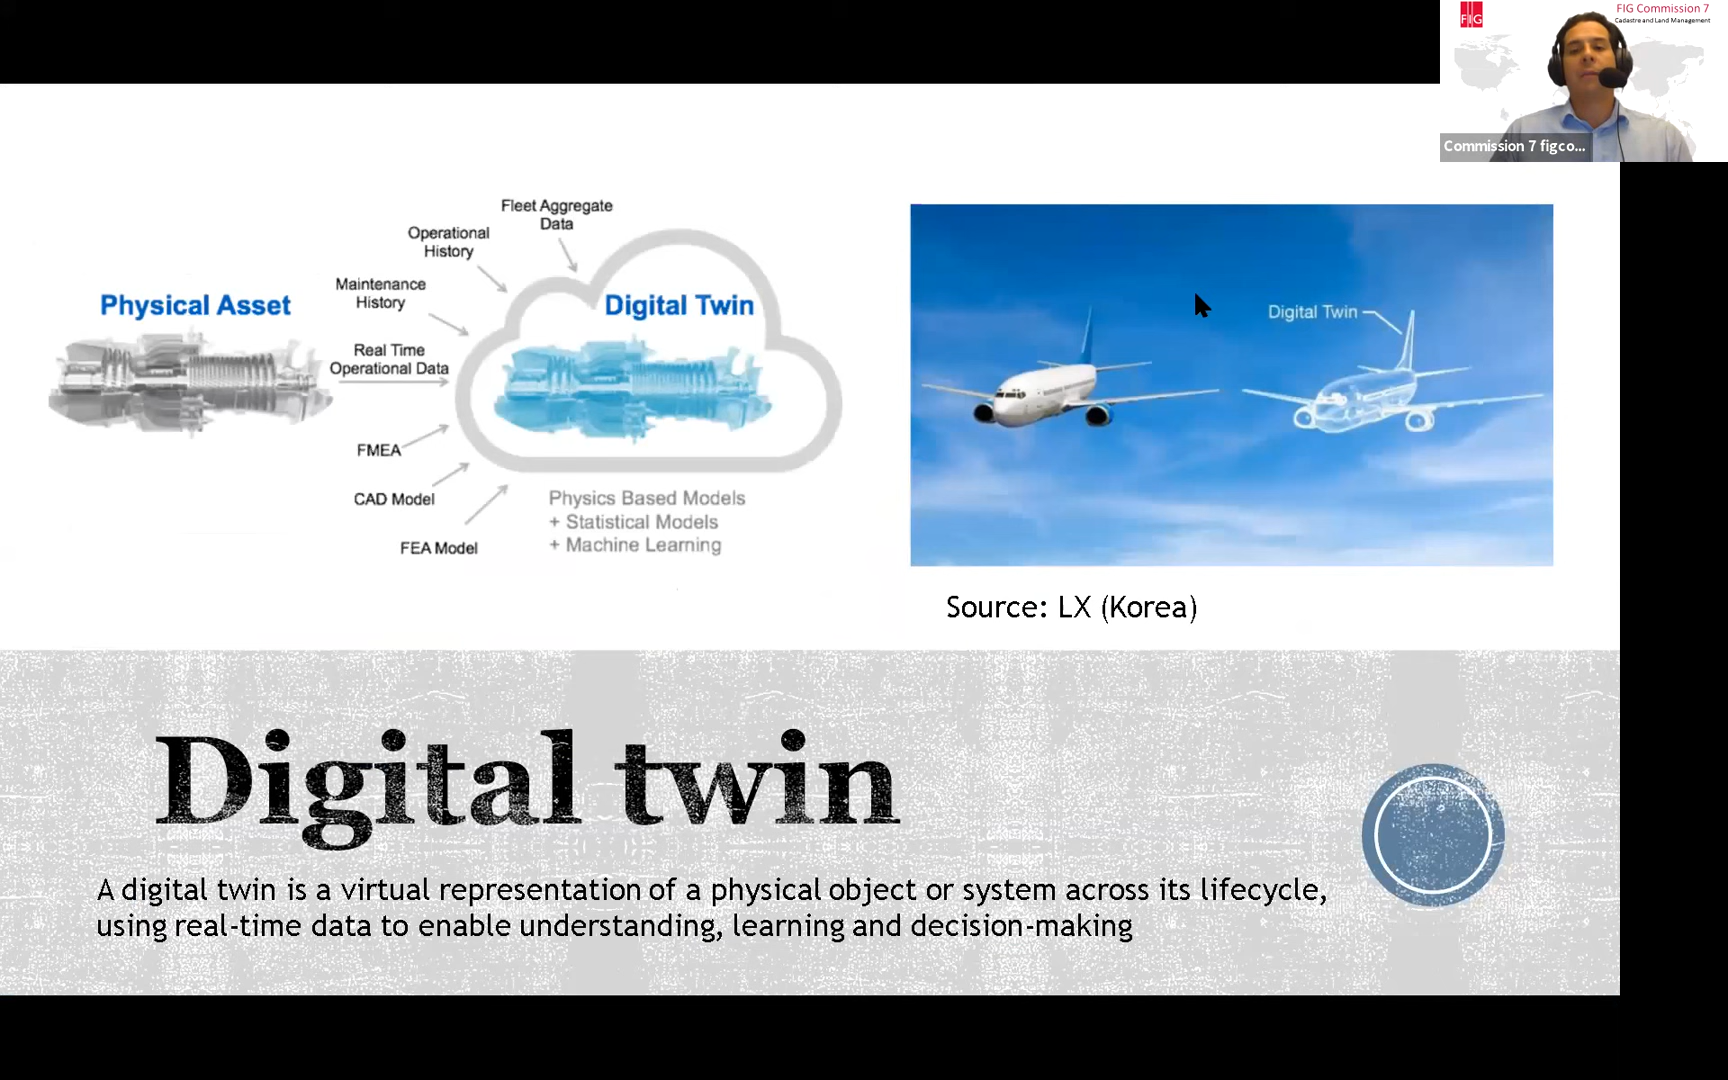 FIG
FIG Commission 7
Cadastre and Land Management
Commission 7 figco...
Fleet Aggregate
Data
Operational
History
Maintenance
History
Physical Asset
Digital Twin
Real Time
Operational Data
FMEA
CAD Model
FEA Model
Physics Based Models
+ Statistical Models
+ Machine Learning
Digital Twin
Source: LX (Korea)
Digital twin
A digital twin is a virtual representation of a physical object or system across its lifecycle,
using real-time data to enable understanding, learning and decision-making